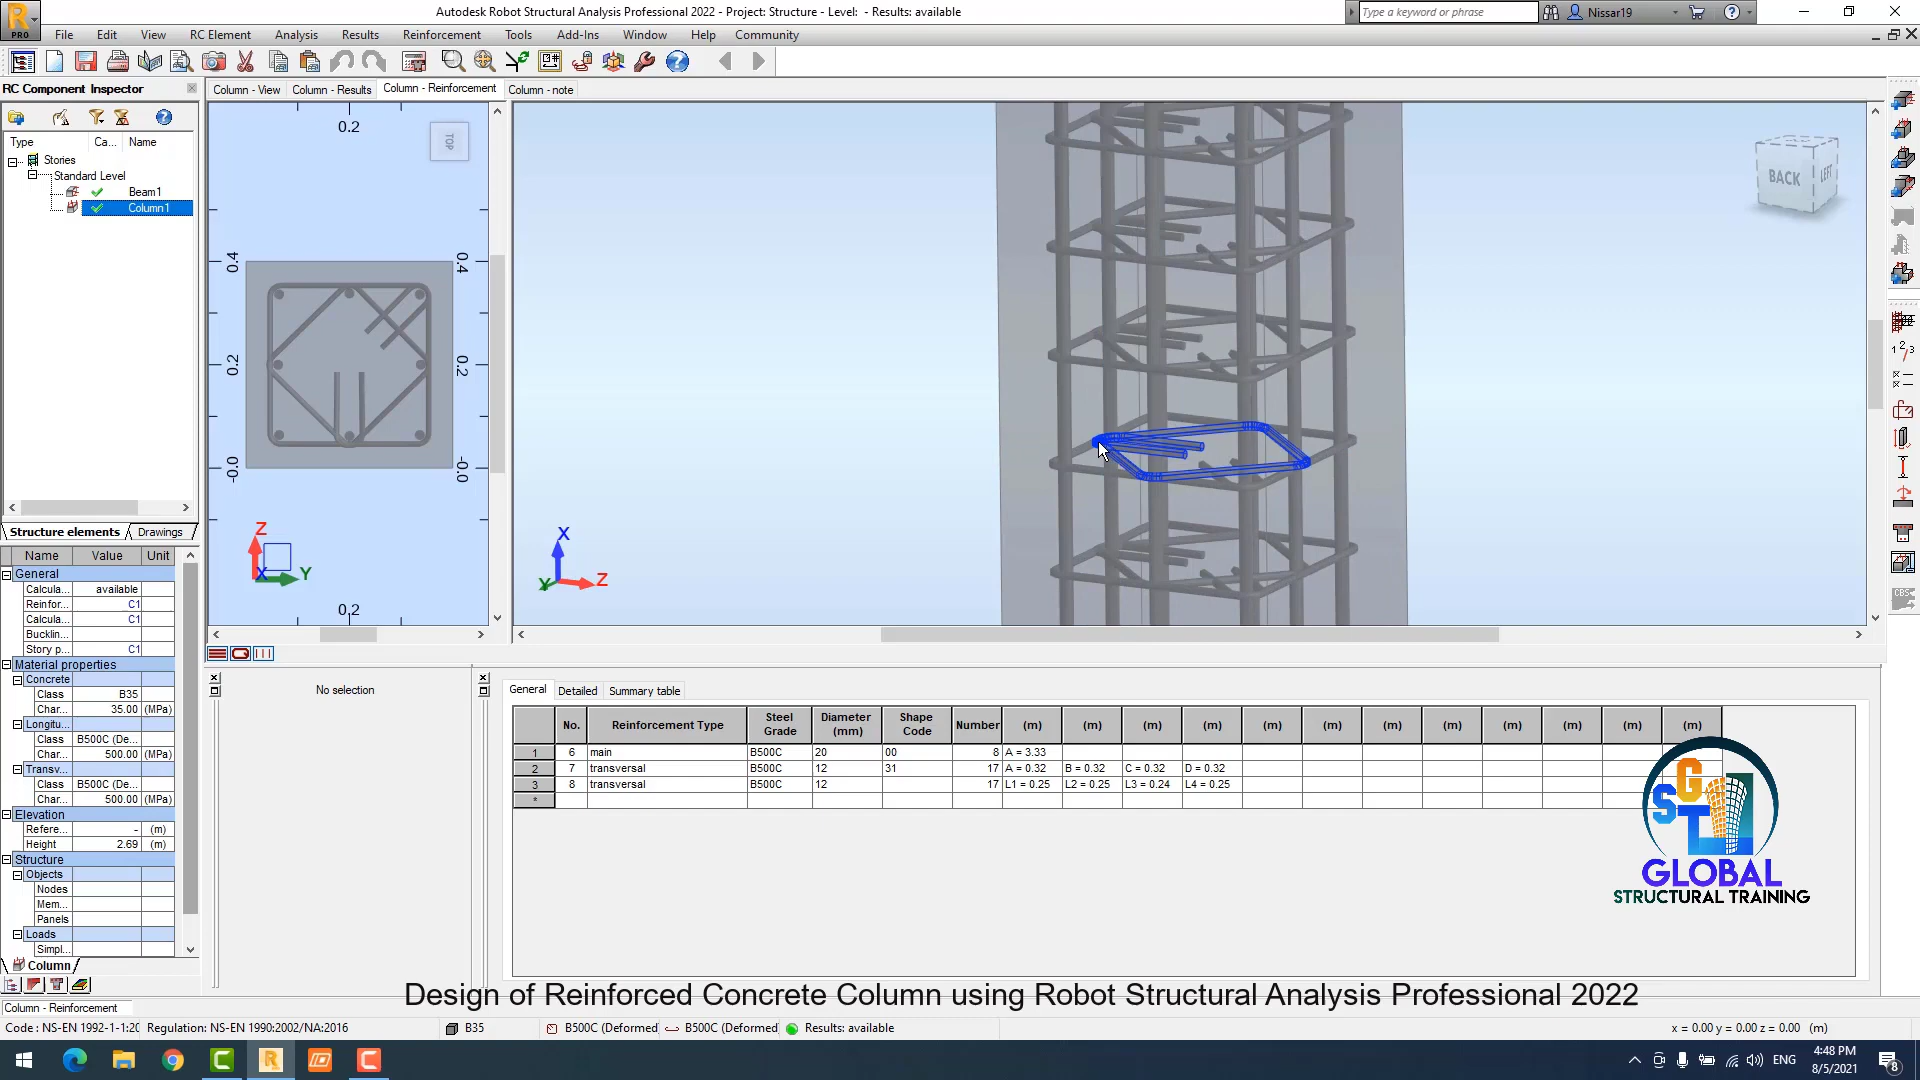 Autodesk Robot Structural Analysis Professional 2022 - Project: Structure - Level:  - Results: available
Type a keyword or phrase
Nissar19
PRO
File Edit View RC Element Analysis Results Reinforcement Tools Add-Ins Window Help Community
RC Component Inspector
Column - View Column - Results Column - Reinforcement Column - note
Type Ca... Name
Stories
Standard Level
Beam1
Column1
Structure elements Drawings
0.2
TOP
0.4 0.4
0.2 0.2
-0.0 -0.0
Z
X Y
0.2
X
Y Z
BACK LEFT
Name Value Unit
General
Calcula... available
Reinfor... C1
Calcula... C1
Bucklin...
Story p... C1
Material properties
Concrete
Class B35
Char... 35.00 (MPa)
Longitu...
Class B500C (De...
Char... 500.00 (MPa)
Transv...
Class B500C (De...
Char... 500.00 (MPa)
Elevation
Refere... - (m)
Height 2.69 (m)
Structure
Objects
Nodes
Mem...
Panels
Loads
Simpl...
Column
No selection
General Detailed Summary table
No. Reinforcement Type Steel Grade Diameter (mm) Shape Code Number (m) (m) (m) (m) (m) (m) (m) (m) (m) (m) (m) (m)
1 6 main B500C 20 00 8 A = 3.33
2 7 transversal B500C 12 31 17 A = 0.32 B = 0.32 C = 0.32 D = 0.32
3 8 transversal B500C 12 17 L1 = 0.25 L2 = 0.25 L3 = 0.24 L4 = 0.25
*
GST
GLOBAL
STRUCTURAL TRAINING
Design of Reinforced Concrete Column using Robot Structural Analysis Professional 2022
Column - Reinforcement
Code : NS-EN 1992-1-1:20 Regulation: NS-EN 1990:2002/NA:2016 B35 B500C (Deformed) B500C (Deformed) Results: available x = 0.00 y = 0.00 z = 0.00 (m)
ENG
4:48 PM
8/5/2021
8